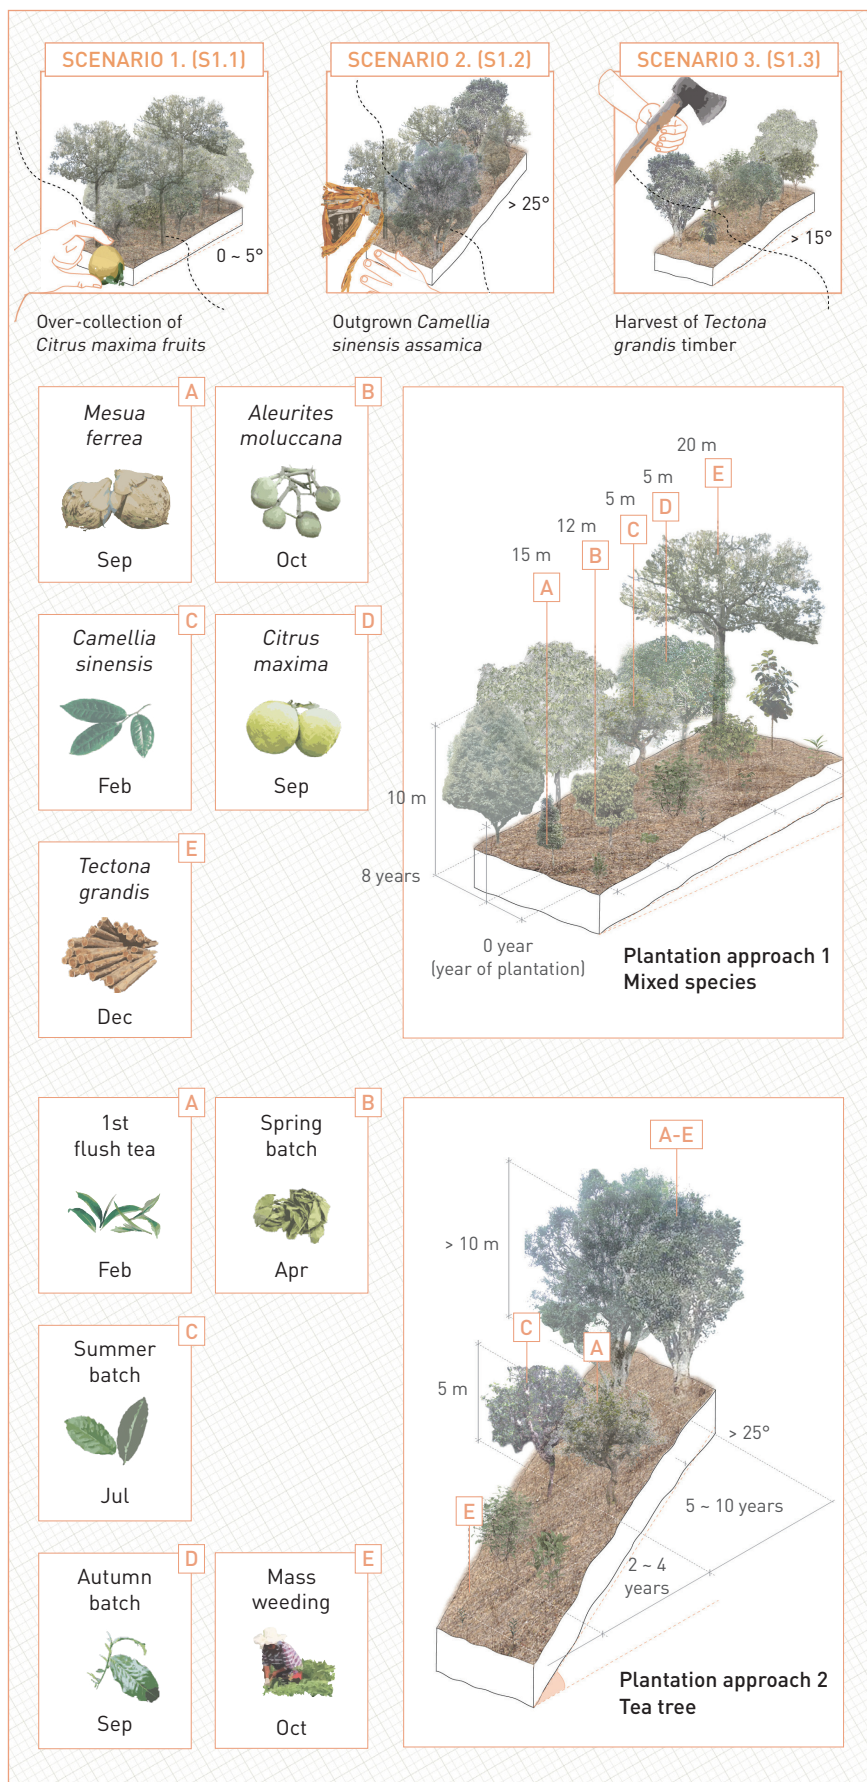 SCENARIO 1. (S1.1)
SCENARIO 2. (S1.2)
SCENARIO 3. (S1.3)
0 ~ 5°
> 25°
> 15°
Over-collection of
Citrus maxima fruits
Outgrown Camellia
sinensis assamica
Harvest of Tectona
grandis timber
A
Mesua
ferrea
Sep
B
Aleurites
moluccana
Oct
C
Camellia
sinensis
Feb
D
Citrus
maxima
Sep
E
Tectona
grandis
Dec
20 m
E
5 m
D
5 m
C
12 m
B
15 m
A
10 m
8 years
0 year
(year of plantation)
Plantation approach 1
Mixed species
A
1st
flush tea
Feb
B
Spring
batch
Apr
C
Summer
batch
Jul
D
Autumn
batch
Sep
E
Mass
weeding
Oct
A-E
> 10 m
C
A
5 m
> 25°
E
5 ~ 10 years
2 ~ 4
years
Plantation approach 2
Tea tree